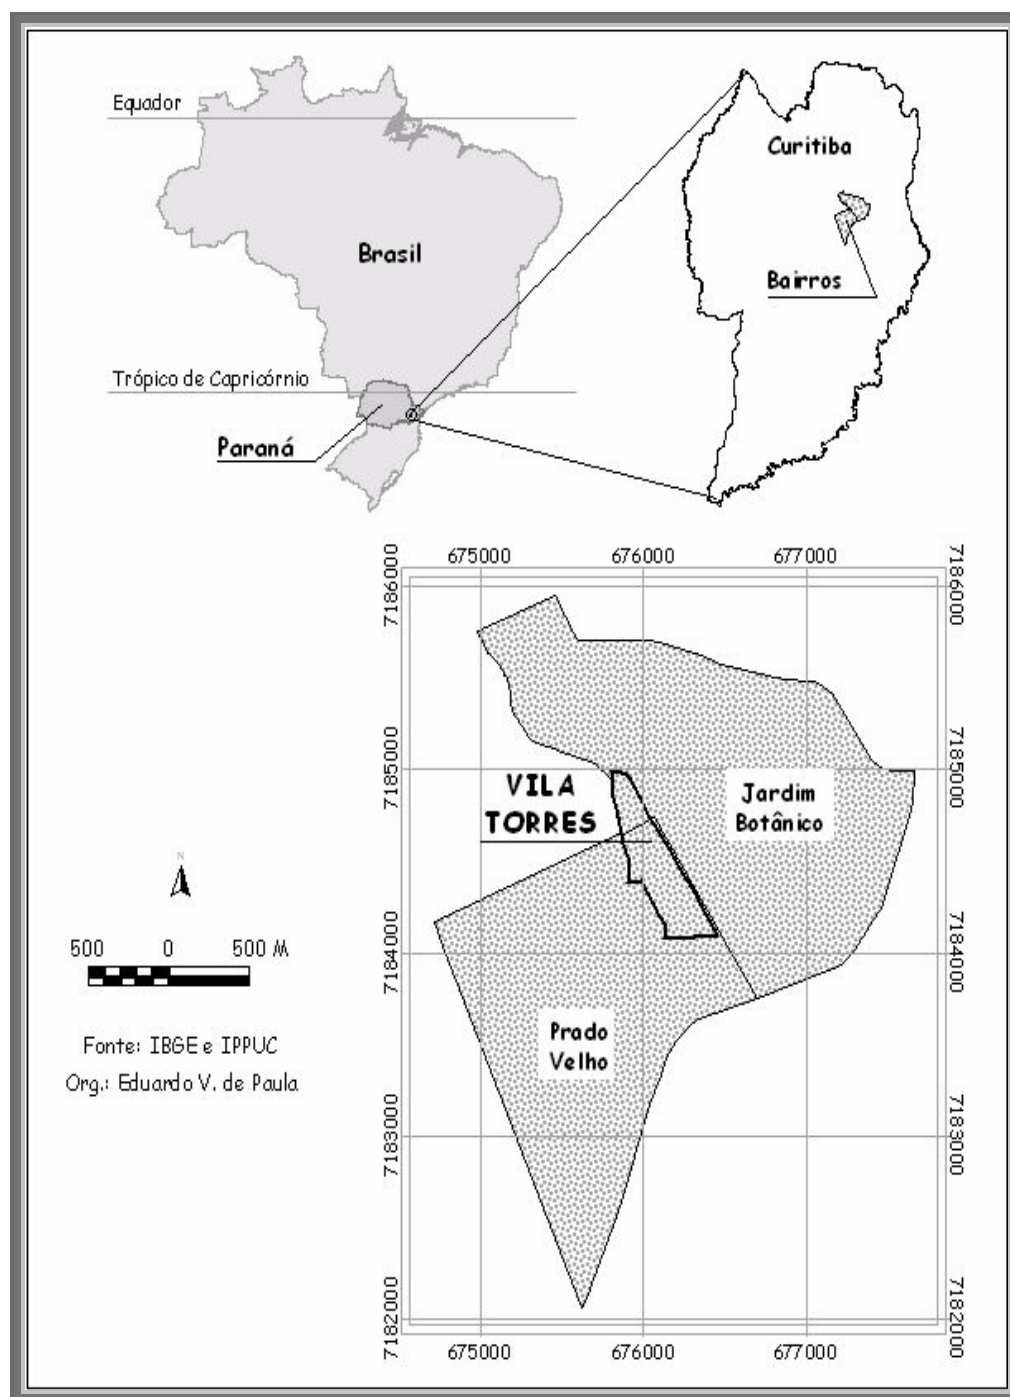 Equador
Curitiba
Brasil
Bairros
Trópico de Capricórnio
Paraná
675000 676000 677000
7186000
7186000
7185000
7185000
VILA
TORRES
Jardim
Botânico
N
500 0 500 M
7184000
7184000
Prado
Velho
Fonte: IBGE e IPPUC
Org.: Eduardo V. de Paula
7183000
7183000
7182000
7182000
675000 676000 677000